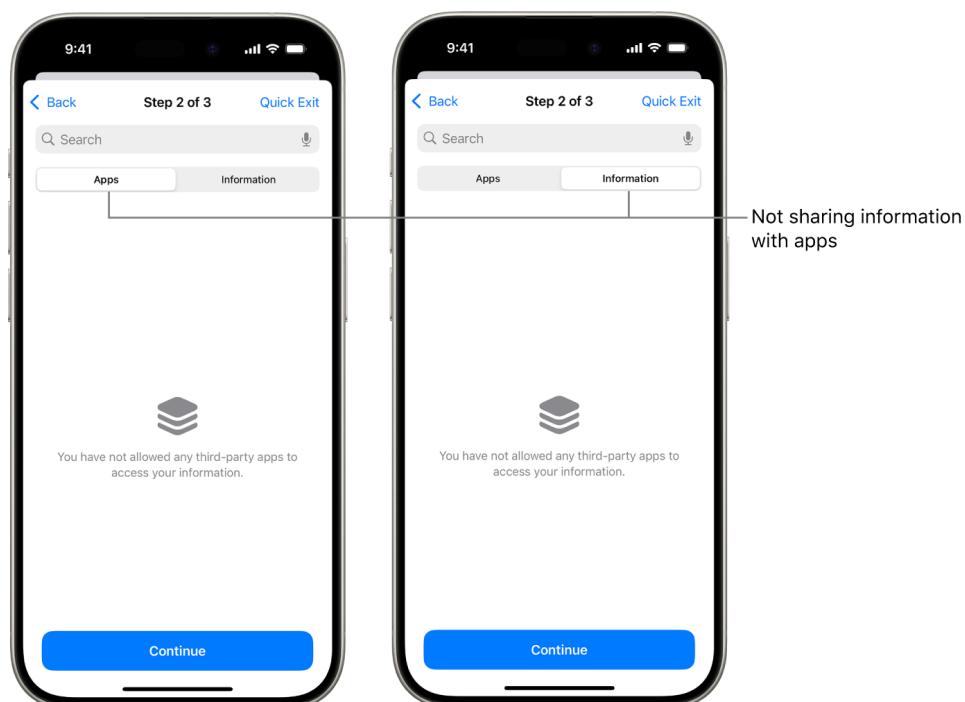 9:41
Back
Step 2 of 3
Quick Exit
Search
Apps
Information
You have not allowed any third-party apps to
access your information.
Continue
9:41
Back
Step 2 of 3
Quick Exit
Search
Apps
Information
You have not allowed any third-party apps to
access your information.
Continue
Not sharing information
with apps